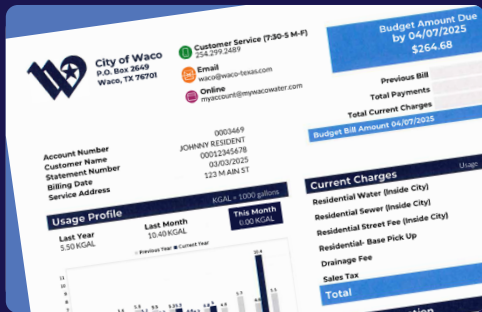 City of Waco
P.O. Box 2649
Waco, TX 76701
Customer Service (7:30-5 M-F)
254.299.2489
Email
waco@waco-texas.com
Online
myaccount@mywacowater.com
Budget Amount Due
by 04/07/2025
$264.68
Previous Bill
Total Payments
Total Current Charges
Budget Bill Amount 04/07/2025
Account Number 0003469
Customer Name JOHNNY RESIDENT
Statement Number 00012345678
Billing Date 03/03/2025
Service Address 123 MAIN ST
Usage Profile KGAL = 1000 gallons
Last Year Last Month This Month
5.50 KGAL 10.40 KGAL 0.00 KGAL
Previous Year Current Year
11
10
9
8
7
Current Charges Usage
Residential Water (Inside City)
Residential Sewer (Inside City)
Residential Street Fee (Inside City)
Residential- Base Pick Up
Drainage Fee
Sales Tax
Total